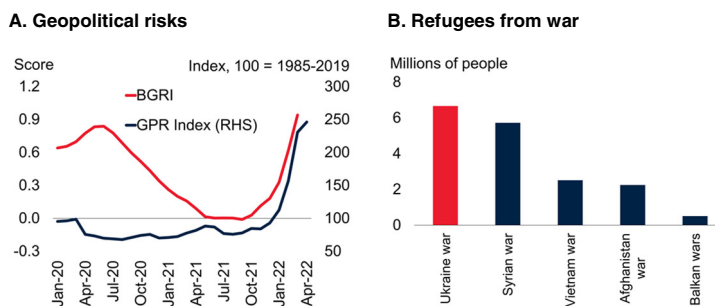 A. Geopolitical risks
Score
Index, 100 = 1985-2019
1.2
0.9
0.6
0.3
0.0
-0.3
300
250
200
150
100
50
BGRI
GPR Index (RHS)
Jan-20
Apr-20
Jul-20
Oct-20
Jan-21
Apr-21
Jul-21
Oct-21
Jan-22
Apr-22
B. Refugees from war
Millions of people
8
6
4
2
0
Ukraine war
Syrian war
Vietnam war
Afghanistan
war
Balkan wars